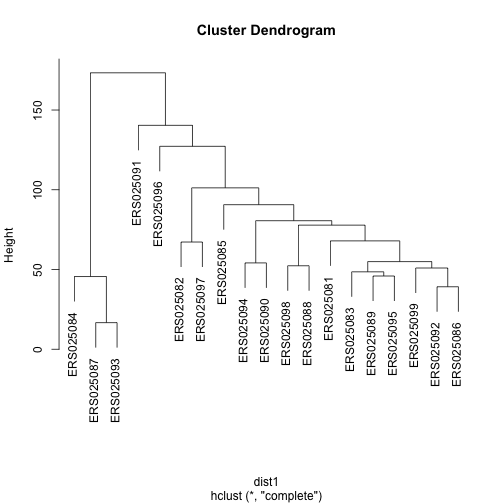 Cluster Dendrogram
Height
0
50
100
150
ERS025084
ERS025087
ERS025093
ERS025091
ERS025096
ERS025082
ERS025097
ERS025085
ERS025094
ERS025090
ERS025098
ERS025088
ERS025081
ERS025083
ERS025089
ERS025095
ERS025099
ERS025092
ERS025086
dist1
hclust (*, "complete")